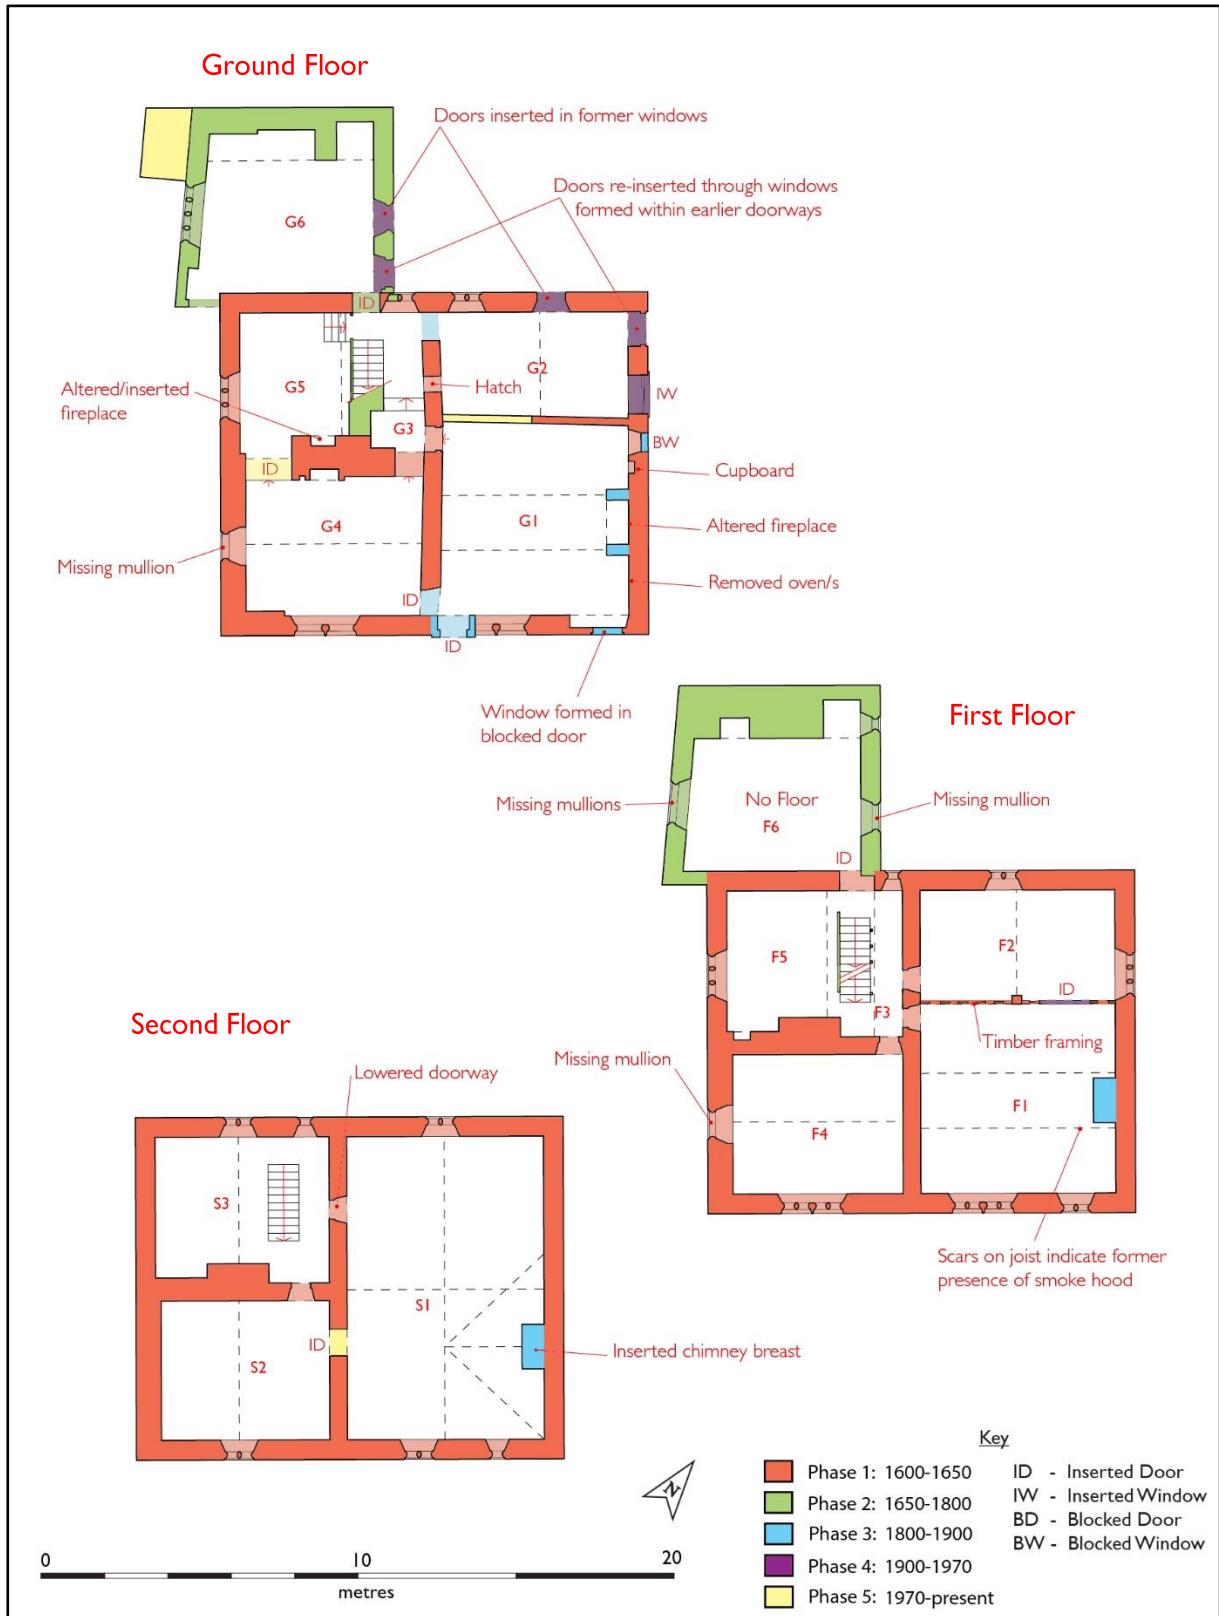 Ground Floor
Doors inserted in former windows
Doors re-inserted through windows
formed within earlier doorways
G6
ID
G5
G2
Altered/inserted
fireplace
Hatch
IW
G3
BW
ID
Cupboard
G4
G1
Altered fireplace
Missing mullion
Removed oven/s
ID
ID
Window formed in
blocked door
First Floor
Missing mullions
No Floor
F6
Missing mullion
ID
F5
F2
ID
F3
Timber framing
Second Floor
Missing mullion
Lowered doorway
F4
F1
S3
Scars on joist indicate former
presence of smoke hood
S1
ID
S2
Inserted chimney breast
N
Key
Phase 1: 1600-1650
Phase 2: 1650-1800
Phase 3: 1800-1900
Phase 4: 1900-1970
Phase 5: 1970-present
ID - Inserted Door
IW - Inserted Window
BD - Blocked Door
BW - Blocked Window
0 10 20
metres